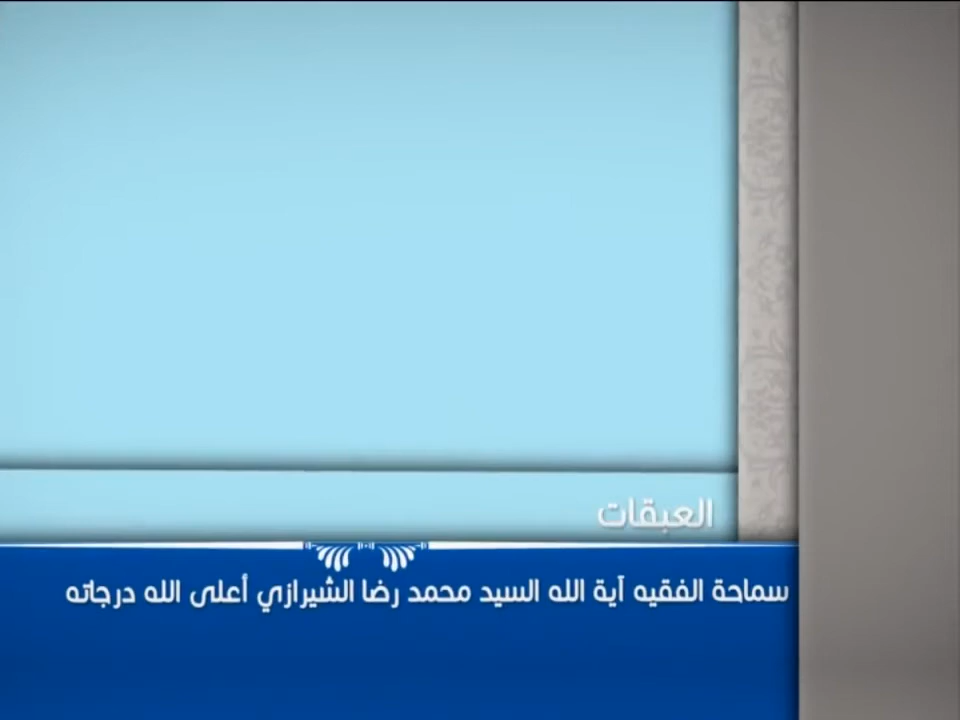 العبقات
سماحة الفقيه آية الله السيد محمد رضا الشيرازي أعلى الله درجاته